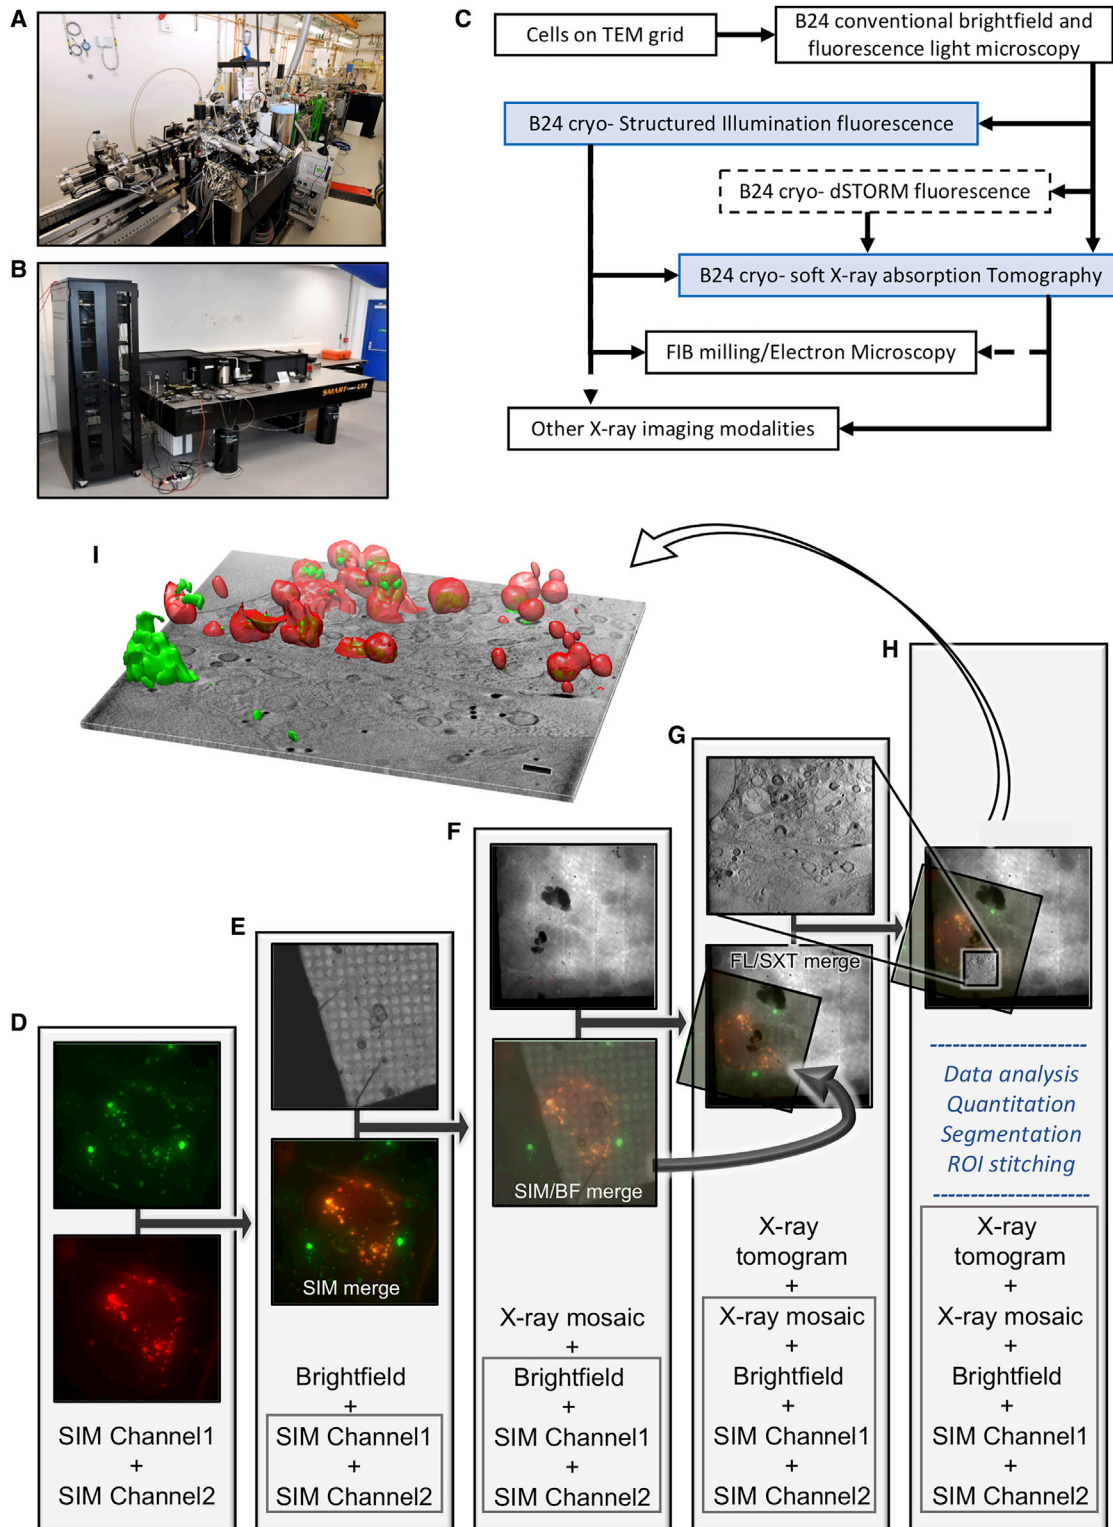 A
B
C
Cells on TEM grid
B24 conventional brightfield and
fluorescence light microscopy
B24 cryo- Structured Illumination fluorescence
B24 cryo- dSTORM fluorescence
B24 cryo- soft X-ray absorption Tomography
FIB milling/Electron Microscopy
Other X-ray imaging modalities
SMART
I
D
SIM Channel1
+
SIM Channel2
E
SIM merge
Brightfield
+
SIM Channel1
+
SIM Channel2
F
SIM/BF merge
X-ray mosaic
+
Brightfield
+
SIM Channel1
+
SIM Channel2
G
FL/SXT merge
X-ray
tomogram
+
X-ray mosaic
+
Brightfield
+
SIM Channel1
+
SIM Channel2
H
Data analysis
Quantitation
Segmentation
ROI stitching
X-ray
tomogram
+
X-ray mosaic
+
Brightfield
+
SIM Channel1
+
SIM Channel2